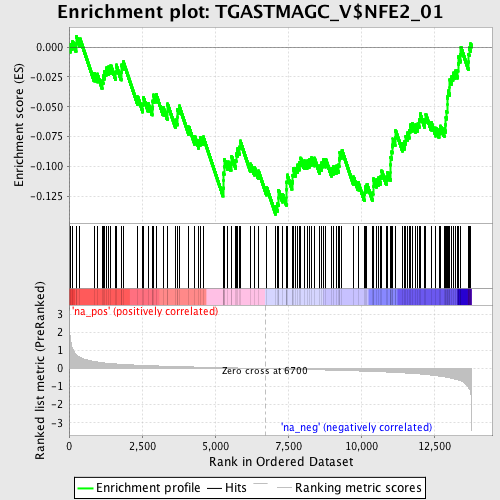 Enrichment plot: TGASTMAGC_V$NFE2_01
Enrichment score (ES)
0.000
-0.025
-0.050
-0.075
-0.100
-0.125
'na_pos' (positively correlated)
Ranked list metric (PreRanked)
3
2
1
0
-1
-2
-3
Zero cross at 6700
'na_neg' (negatively correlated)
0
2,500
5,000
7,500
10,000
12,500
Rank in Ordered Dataset
Enrichment profile
Hits
Ranking metric scores